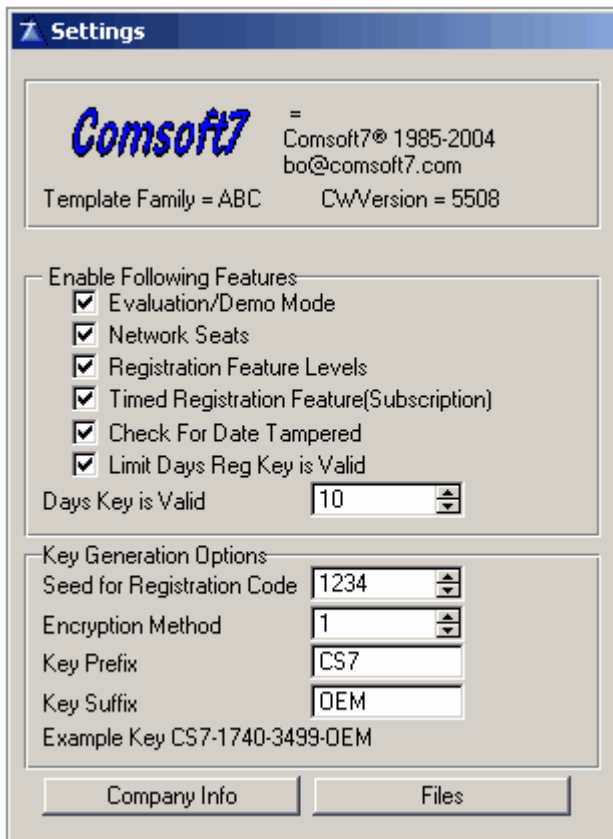 Settings
Comsoft7
=
Comsoft7® 1985-2004
bo@comsoft7.com
Template Family = ABC CWVersion = 5508
Enable Following Features
Evaluation/Demo Mode
Network Seats
Registration Feature Levels
Timed Registration Feature(Subscription)
Check For Date Tampered
Limit Days Reg Key is Valid
Days Key is Valid 10
Key Generation Options
Seed for Registration Code 1234
Encryption Method 1
Key Prefix CS7
Key Suffix OEM
Example Key CS7-1740-3499-OEM
Company Info Files